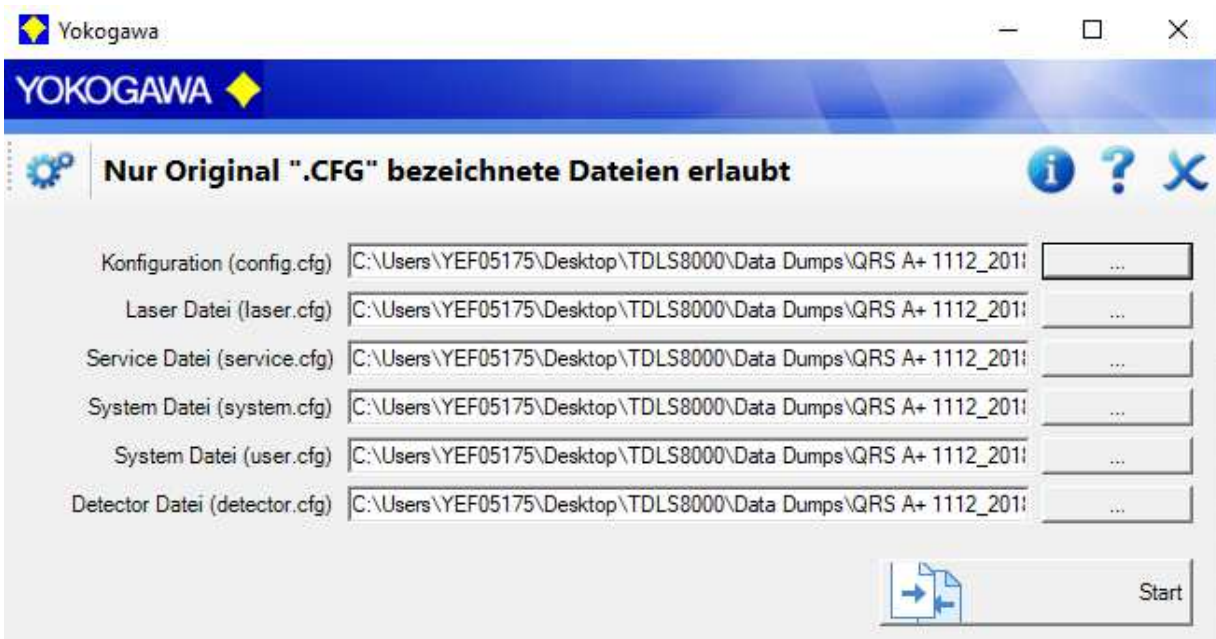 Yokogawa
YOKOGAWA
Nur Original ".CFG" bezeichnete Dateien erlaubt
Konfiguration (config.cfg) C:\Users\YEF05175\Desktop\TDLS8000\Data Dumps\QRS A+ 1112_2018 ...
Laser Datei (laser.cfg) C:\Users\YEF05175\Desktop\TDLS8000\Data Dumps\QRS A+ 1112_201 ...
Service Datei (service.cfg) C:\Users\YEF05175\Desktop\TDLS8000\Data Dumps\QRS A+ 1112_201 ...
System Datei (system.cfg) C:\Users\YEF05175\Desktop\TDLS8000\Data Dumps\QRS A+ 1112_201 ...
System Datei (user.cfg) C:\Users\YEF05175\Desktop\TDLS8000\Data Dumps\QRS A+ 1112_201 ...
Detector Datei (detector.cfg) C:\Users\YEF05175\Desktop\TDLS8000\Data Dumps\QRS A+ 1112_201 ...
Start